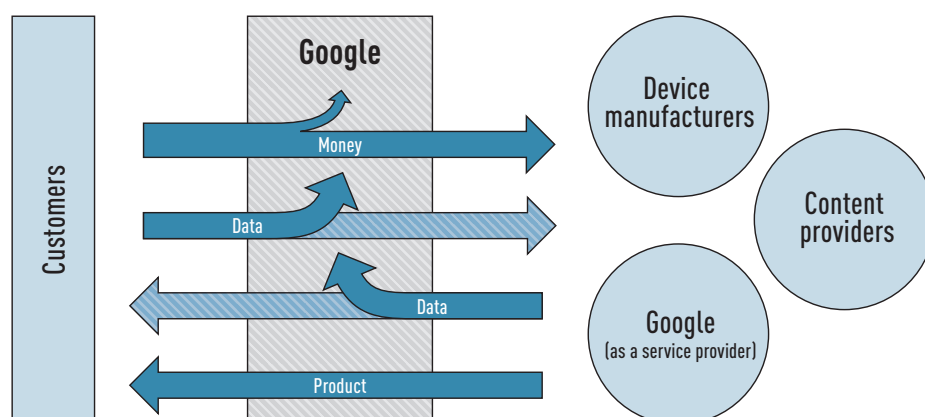 Customers
Google
Money
Data
Data
Product
Device
manufacturers
Content
providers
Google
(as a service provider)